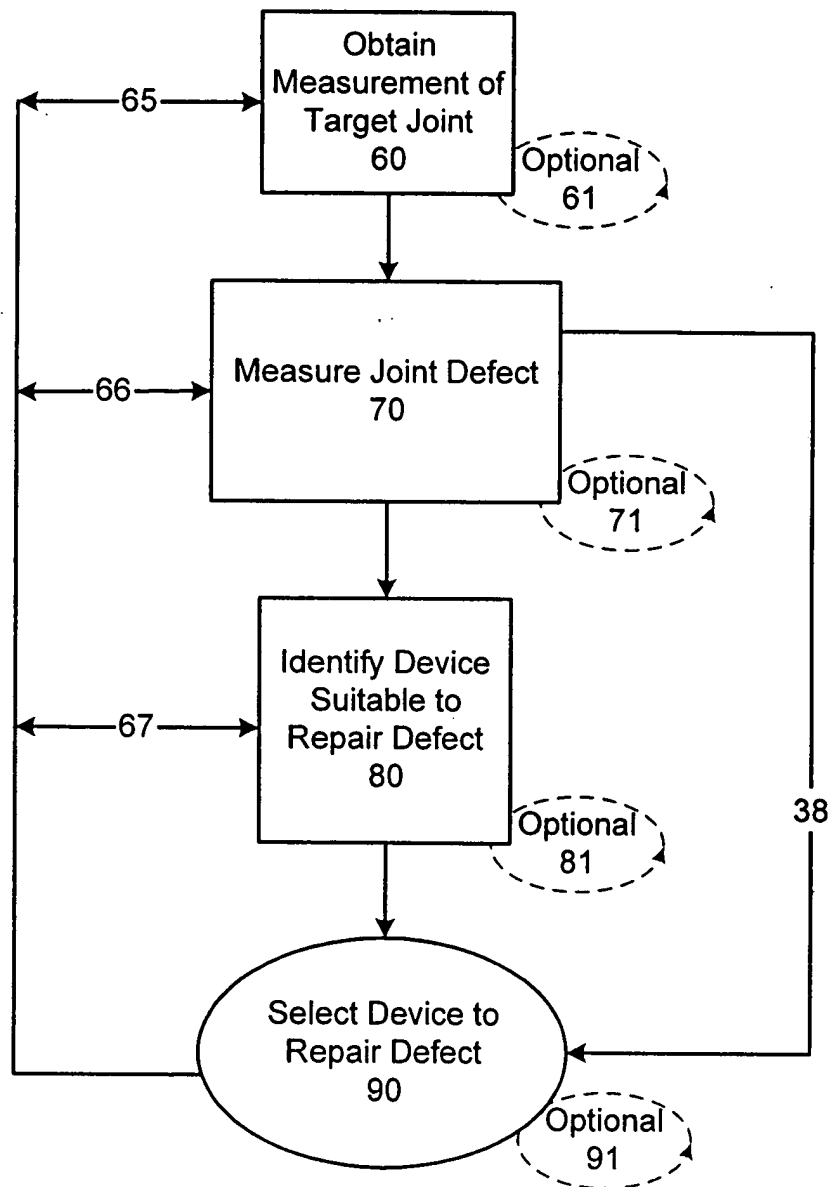 Obtain
Measurement of
Target Joint
60
65
Optional
61
Measure Joint Defect
70
66
Optional
71
Identify Device
Suitable to
Repair Defect
80
67
38
Optional
81
Select Device to
Repair Defect
90
Optional
91